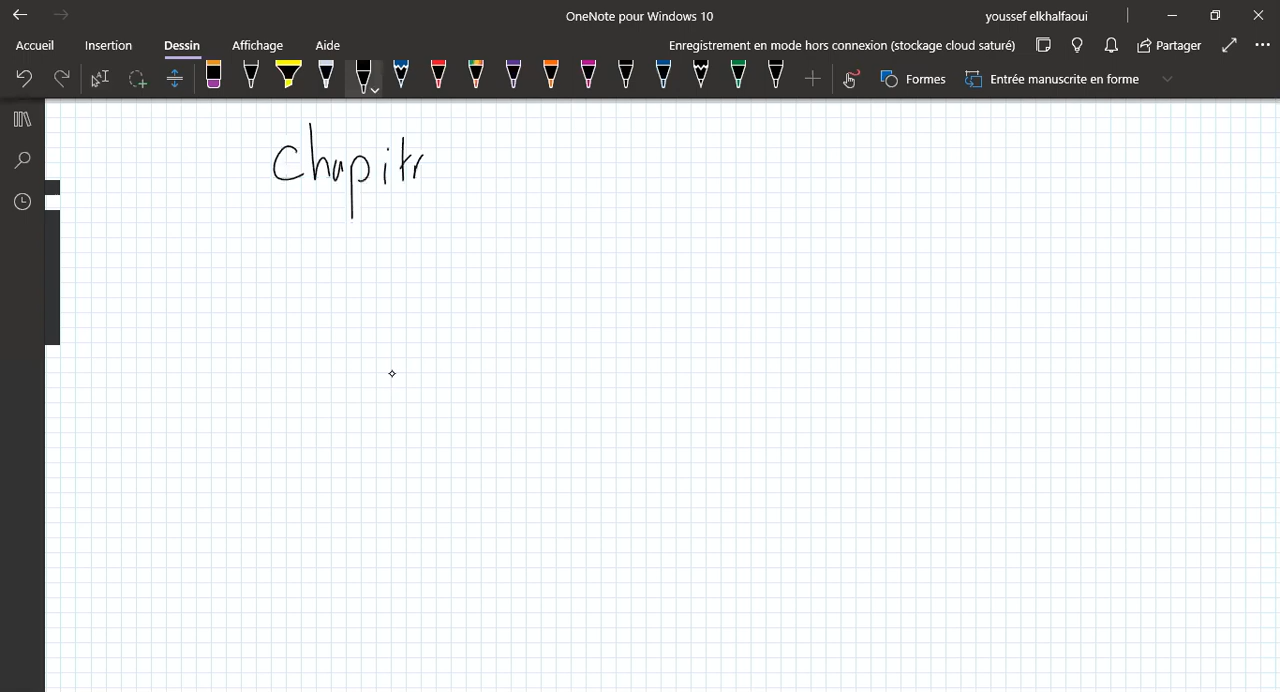 OneNote pour Windows 10
youssef elkhalfaoui
Accueil Insertion Dessin Affichage Aide
Enregistrement en mode hors connexion (stockage cloud saturé)
Partager
Formes
Entrée manuscrite en forme
Chapitr